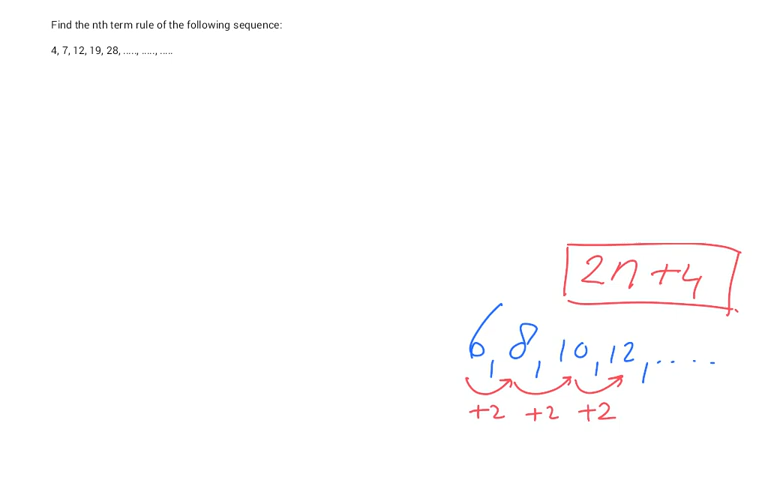 Find the nth term rule of the following sequence:
4, 7, 12, 19, 28, ....., ....., .....
2n+4
6, 8, 10, 12, ....
+2 +2 +2